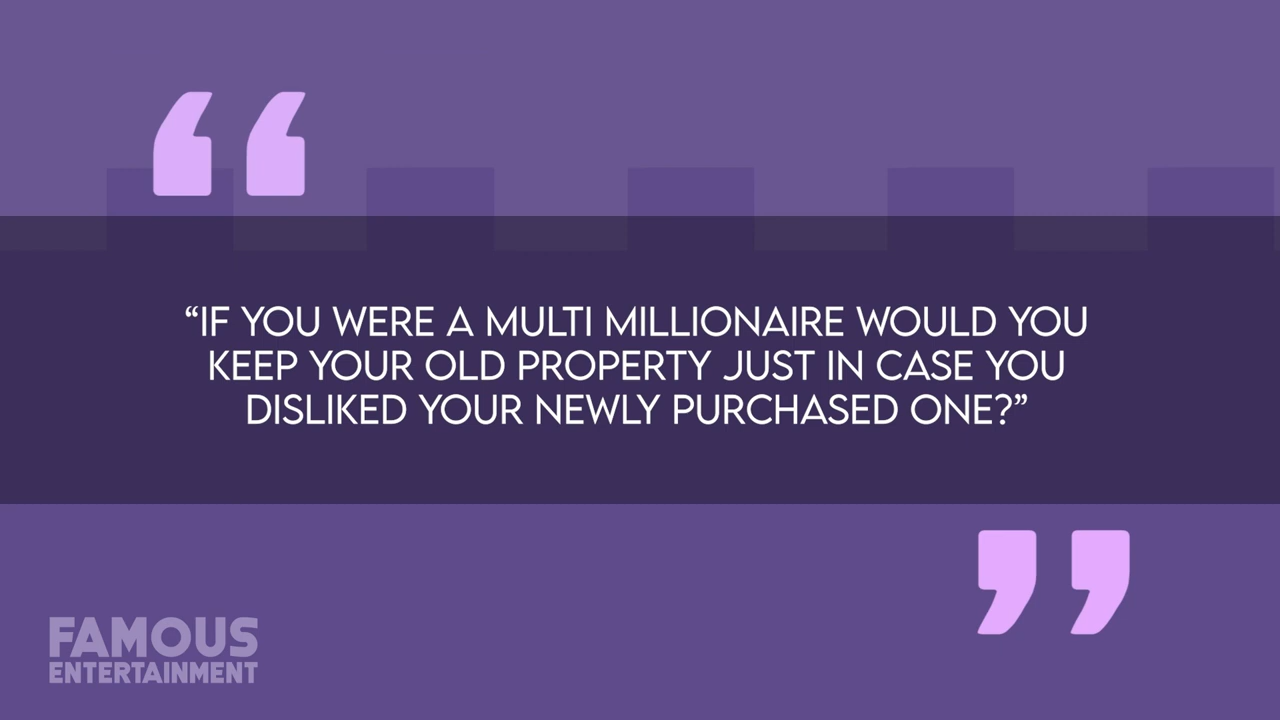 “IF YOU WERE A MULTI MILLIONAIRE WOULD YOU
KEEP YOUR OLD PROPERTY JUST IN CASE YOU
DISLIKED YOUR NEWLY PURCHASED ONE?”
FAMOUS
ENTERTAINMENT